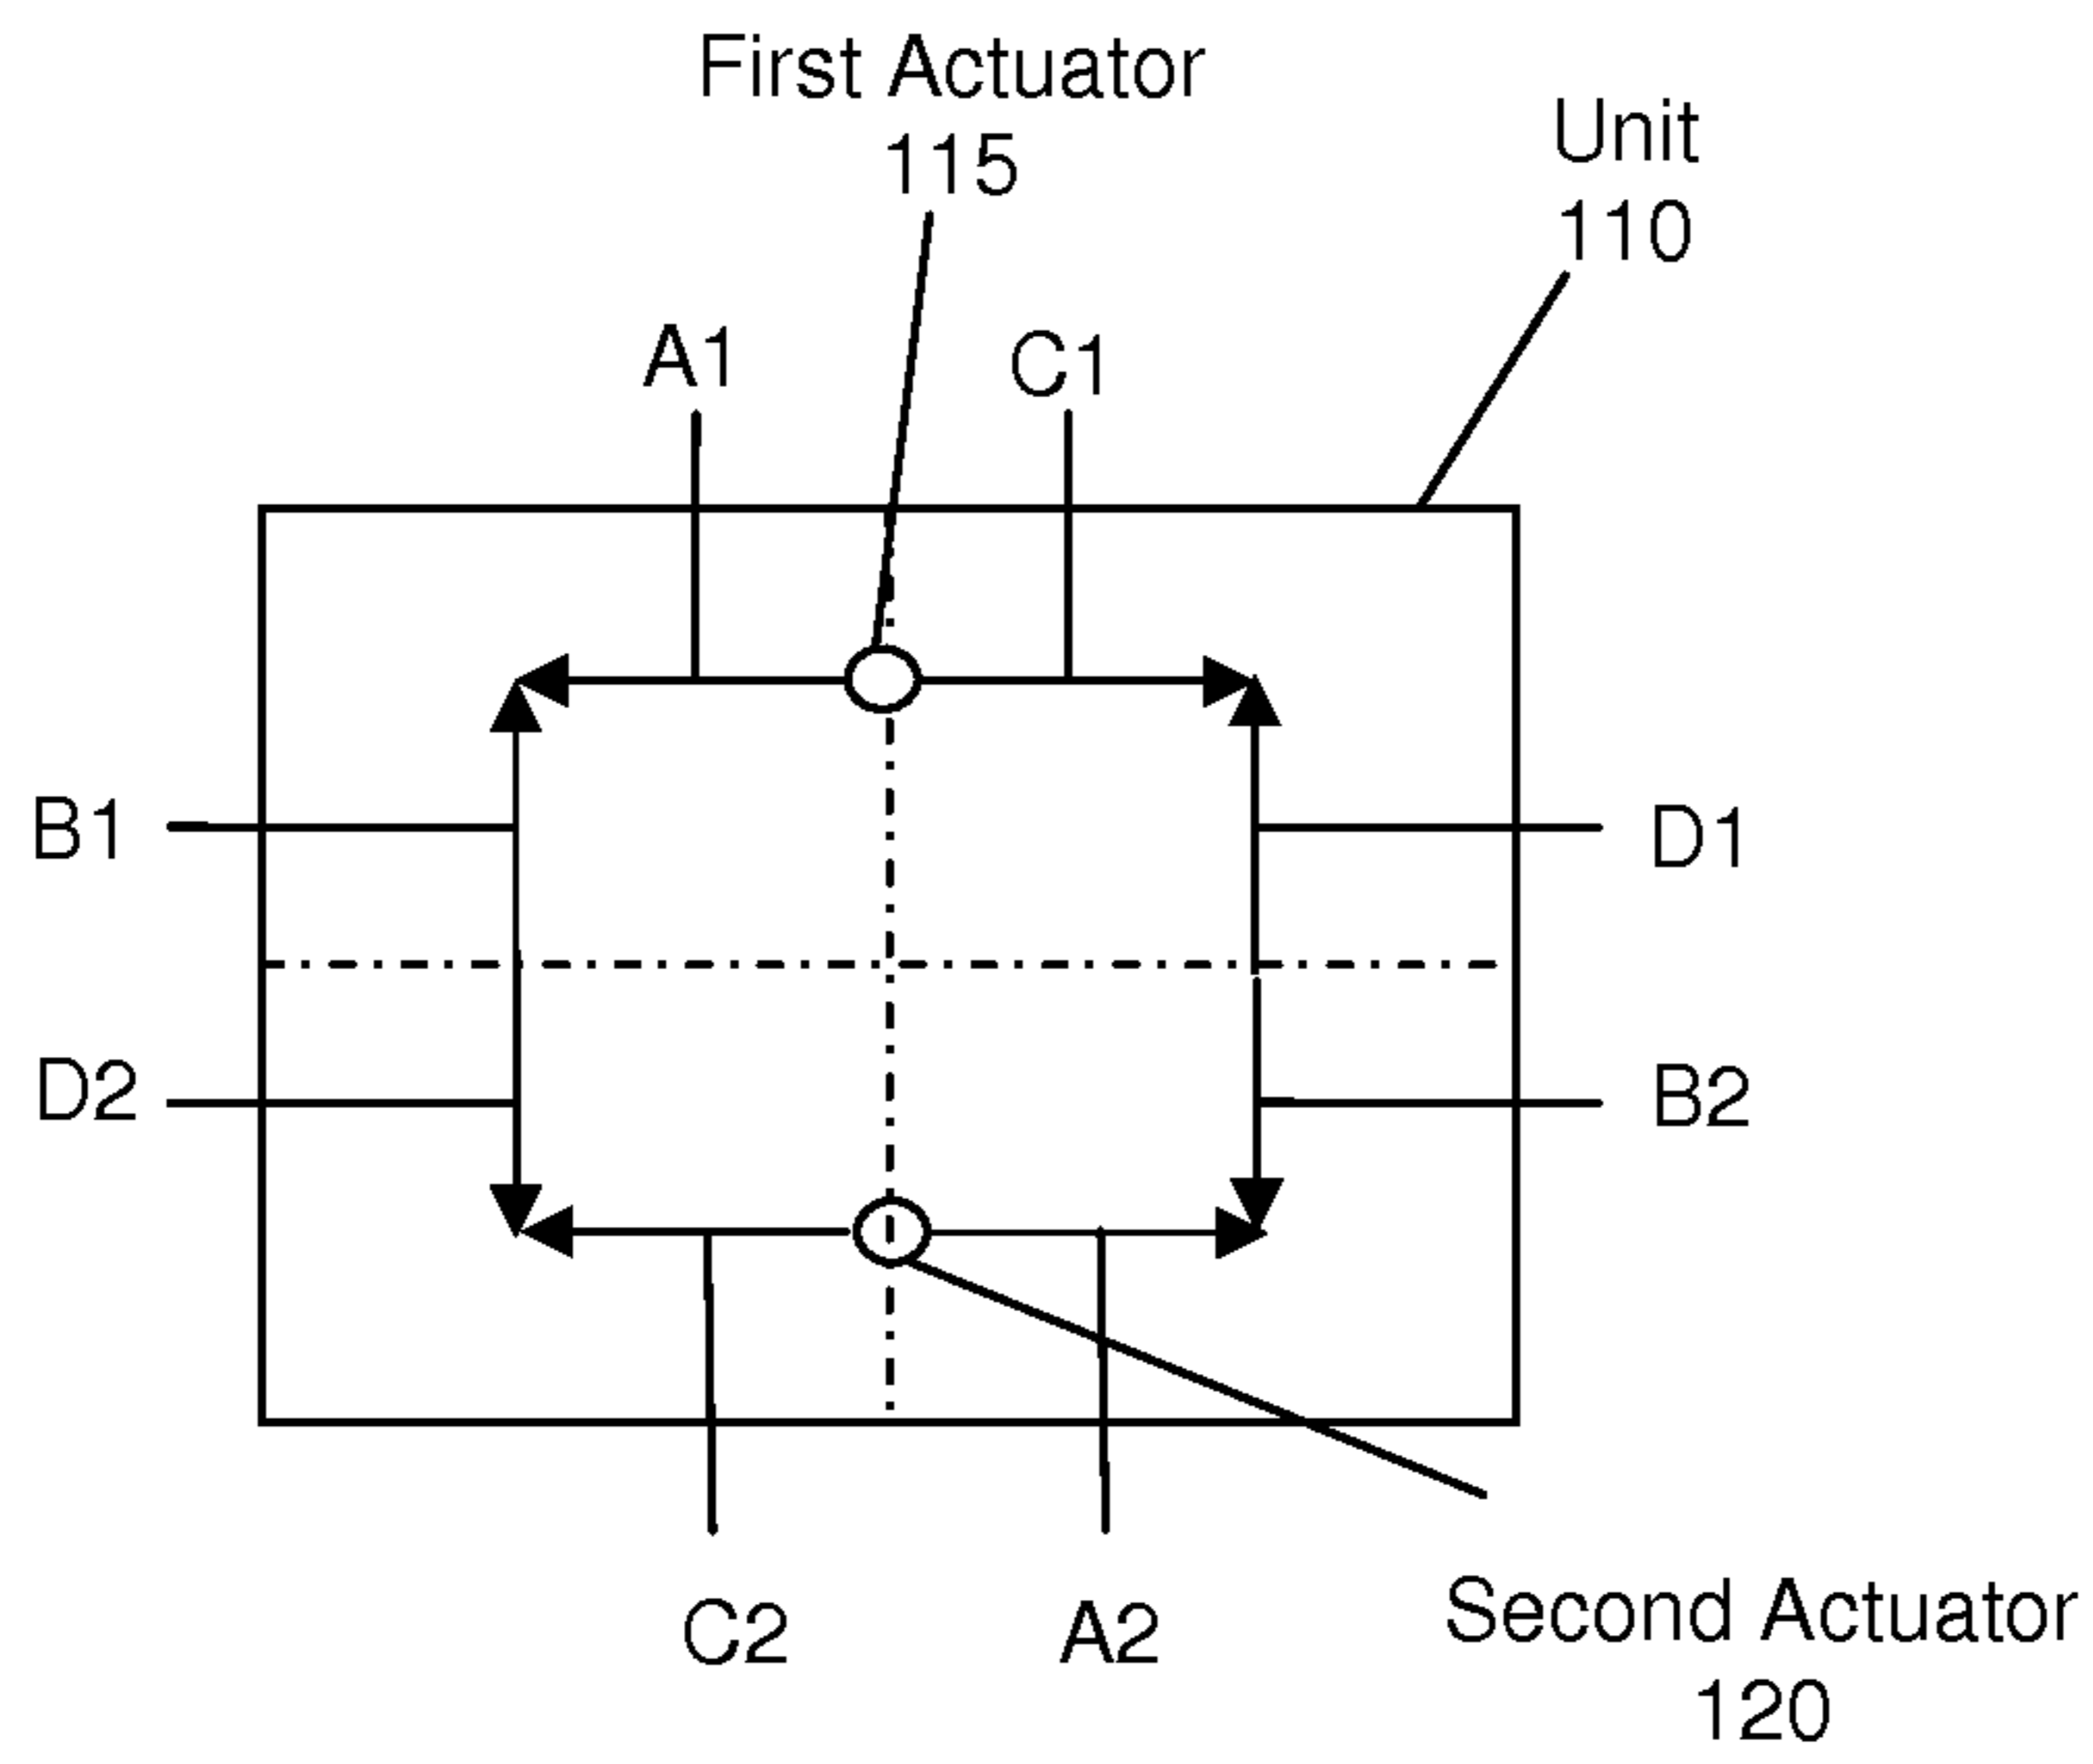 First Actuator
115
Unit
110
A1
C1
B1
D1
D2
B2
C2
A2
Second Actuator
120